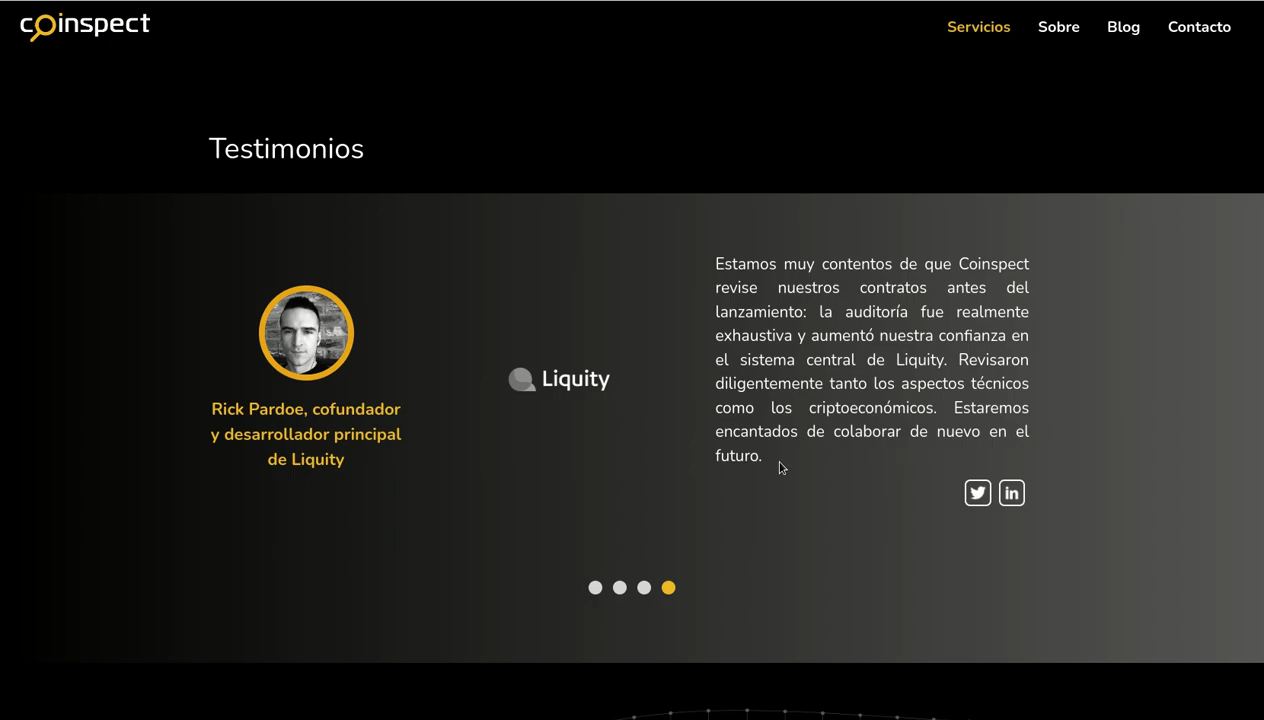 coinspect
Servicios Sobre Blog Contacto
Testimonios
Rick Pardoe, cofundador
y desarrollador principal
de Liquity
Liquity
Estamos muy contentos de que Coinspect
revise nuestros contratos antes del
lanzamiento: la auditoría fue realmente
exhaustiva y aumentó nuestra confianza en
el sistema central de Liquity. Revisaron
diligentemente tanto los aspectos técnicos
como los criptoeconómicos. Estaremos
encantados de colaborar de nuevo en el
futuro.
in